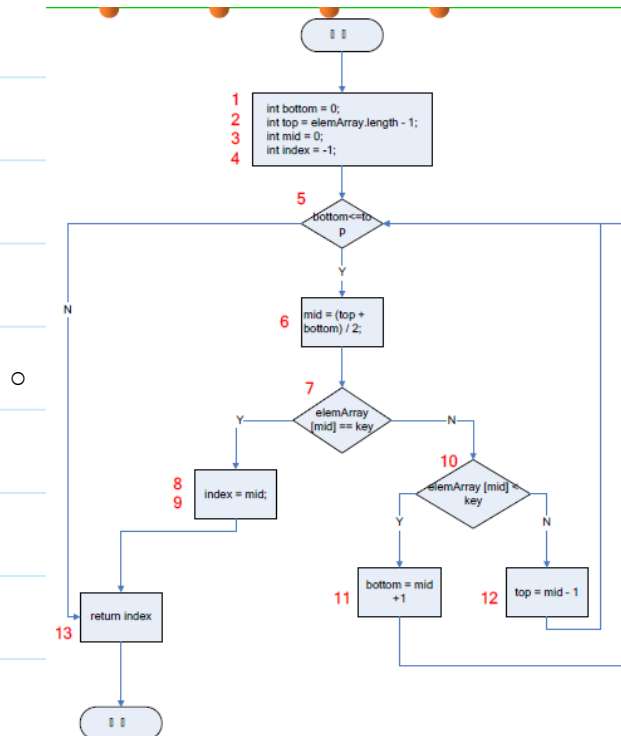 1
2
3
4
int bottom = 0;
int top = elemArray.length - 1;
int mid = 0;
int index = -1;
5
bottom<=to
p
N
Y
6
mid = (top +
bottom) / 2;
7
elemArray
[mid] == key
Y
N
8
9
index = mid;
10
elemArray [mid] <
key
Y
N
11
bottom = mid
+1
12
top = mid - 1
13
return index